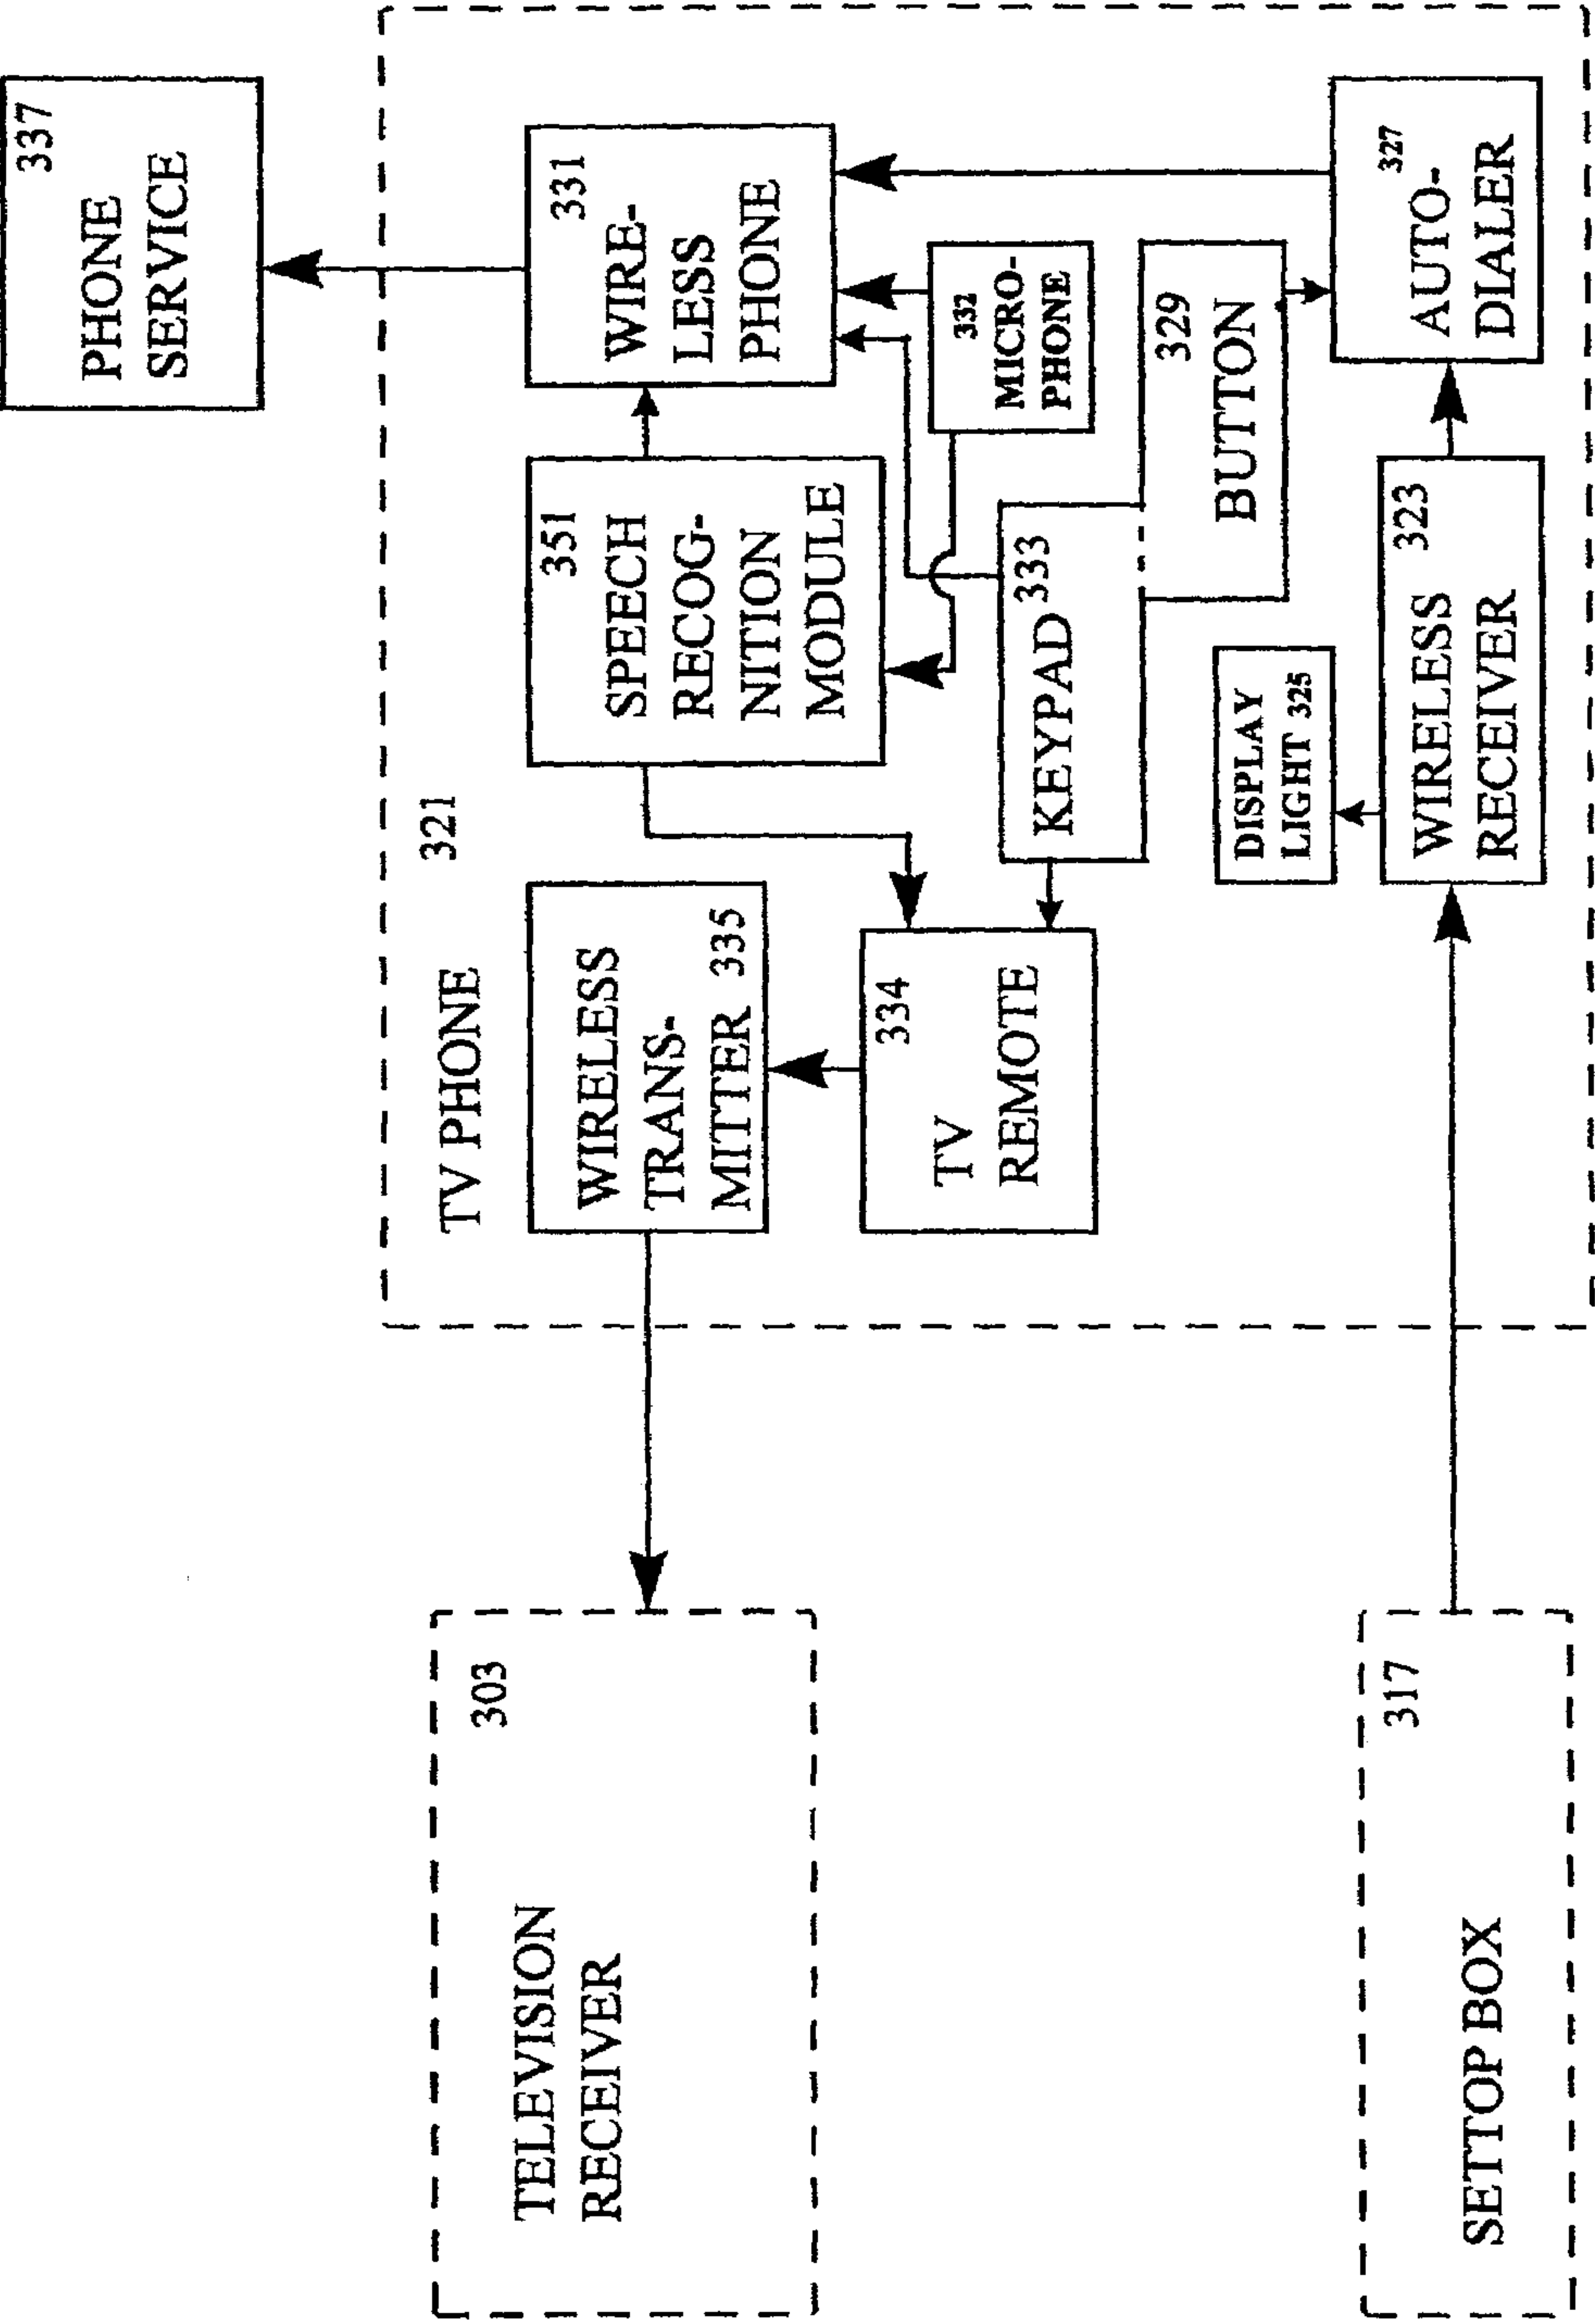 337
PHONE
SERVICE
TV PHONE 321
331
WIRE-
LESS
PHONE
351
SPEECH
RECOG-
NITION
MODULE
WIRELESS
TRANS-
MITTER 335
332
MICRO-
PHONE
334
TV
REMOTE
333
KEYPAD
329
BUTTON
DISPLAY
LIGHT 325
327
AUTO-
DIALER
323
WIRELESS
RECEIVER
303
TELEVISION
RECEIVER
317
SETTOP BOX